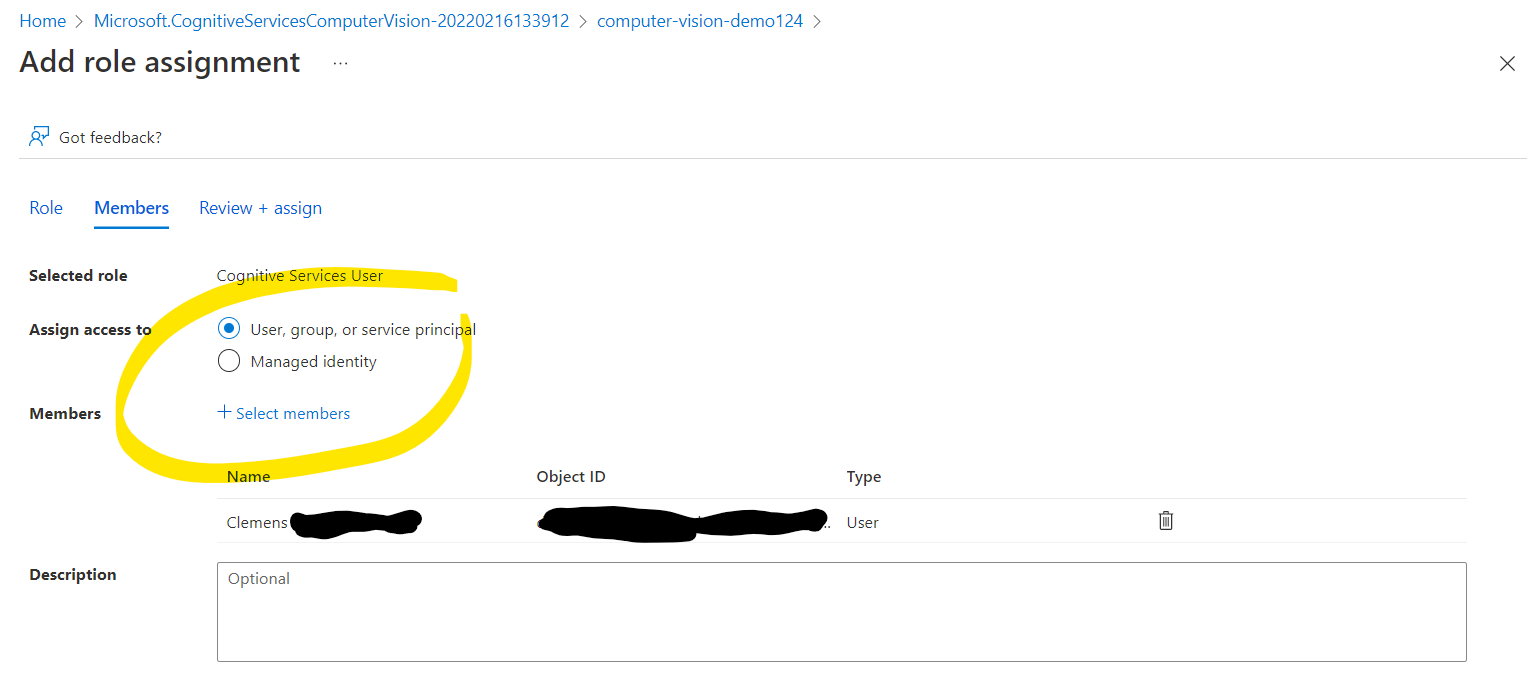 Home > Microsoft.CognitiveServicesComputerVision-20220216133912 > computer-vision-demo124 >
Add role assignment ...
Got feedback?
Role Members Review + assign
Selected role Cognitive Services User
Assign access to User, group, or service principal
Managed identity
Members + Select members
Name Object ID Type
Clemens .. User
Description Optional